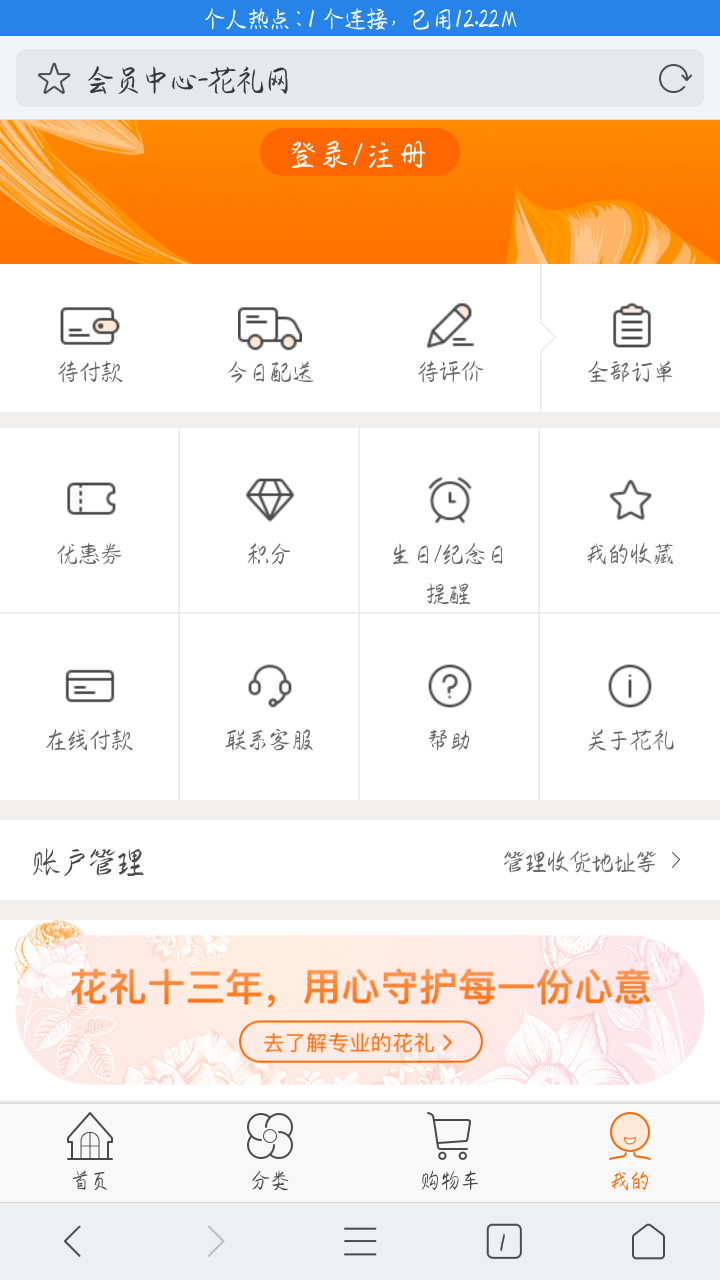 个人热点：1个连接，已用12.22M
会员中心-花礼网
登录/注册
待付款 今日配送 待评价 全部订单
优惠券 积分 生日/纪念日 我的收藏
提醒
在线付款 联系客服 帮助 关于花礼
账户管理 管理收货地址等
花礼十三年，用心守护每一份心意
去了解专业的花礼
首页 分类 购物车 我的
1